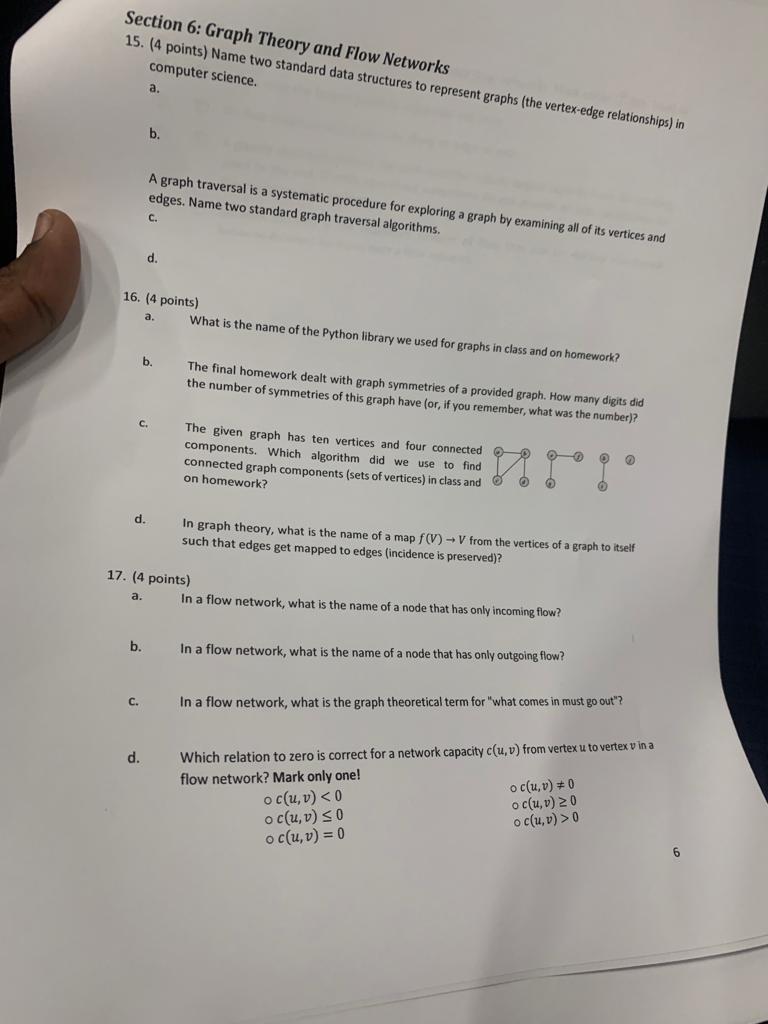 Section 6: Graph Theory and Flow Networks
15. (4 points) Name two standard data structures to represent graphs (the vertex-edge relationships) in
computer science.
a.
b.
A graph traversal is a systematic procedure for exploring a graph by examining all of its vertices and
edges. Name two standard graph traversal algorithms.
c.
d.
16. (4 points)
a. What is the name of the Python library we used for graphs in class and on homework?
b. The final homework dealt with graph symmetries of a provided graph. How many digits did
the number of symmetries of this graph have (or, if you remember, what was the number)?
c. The given graph has ten vertices and four connected
components. Which algorithm did we use to find
connected graph components (sets of vertices) in class and
on homework?
d. In graph theory, what is the name of a map f(V) → V from the vertices of a graph to itself
such that edges get mapped to edges (incidence is preserved)?
17. (4 points)
a. In a flow network, what is the name of a node that has only incoming flow?
b. In a flow network, what is the name of a node that has only outgoing flow?
c. In a flow network, what is the graph theoretical term for "what comes in must go out"?
d. Which relation to zero is correct for a network capacity c(u, v) from vertex u to vertex v in a
flow network? Mark only one!
o c(u, v) < 0
o c(u, v) ≤ 0
o c(u, v) = 0
o c(u, v) ≠ 0
o c(u, v) ≥ 0
o c(u, v) > 0
6